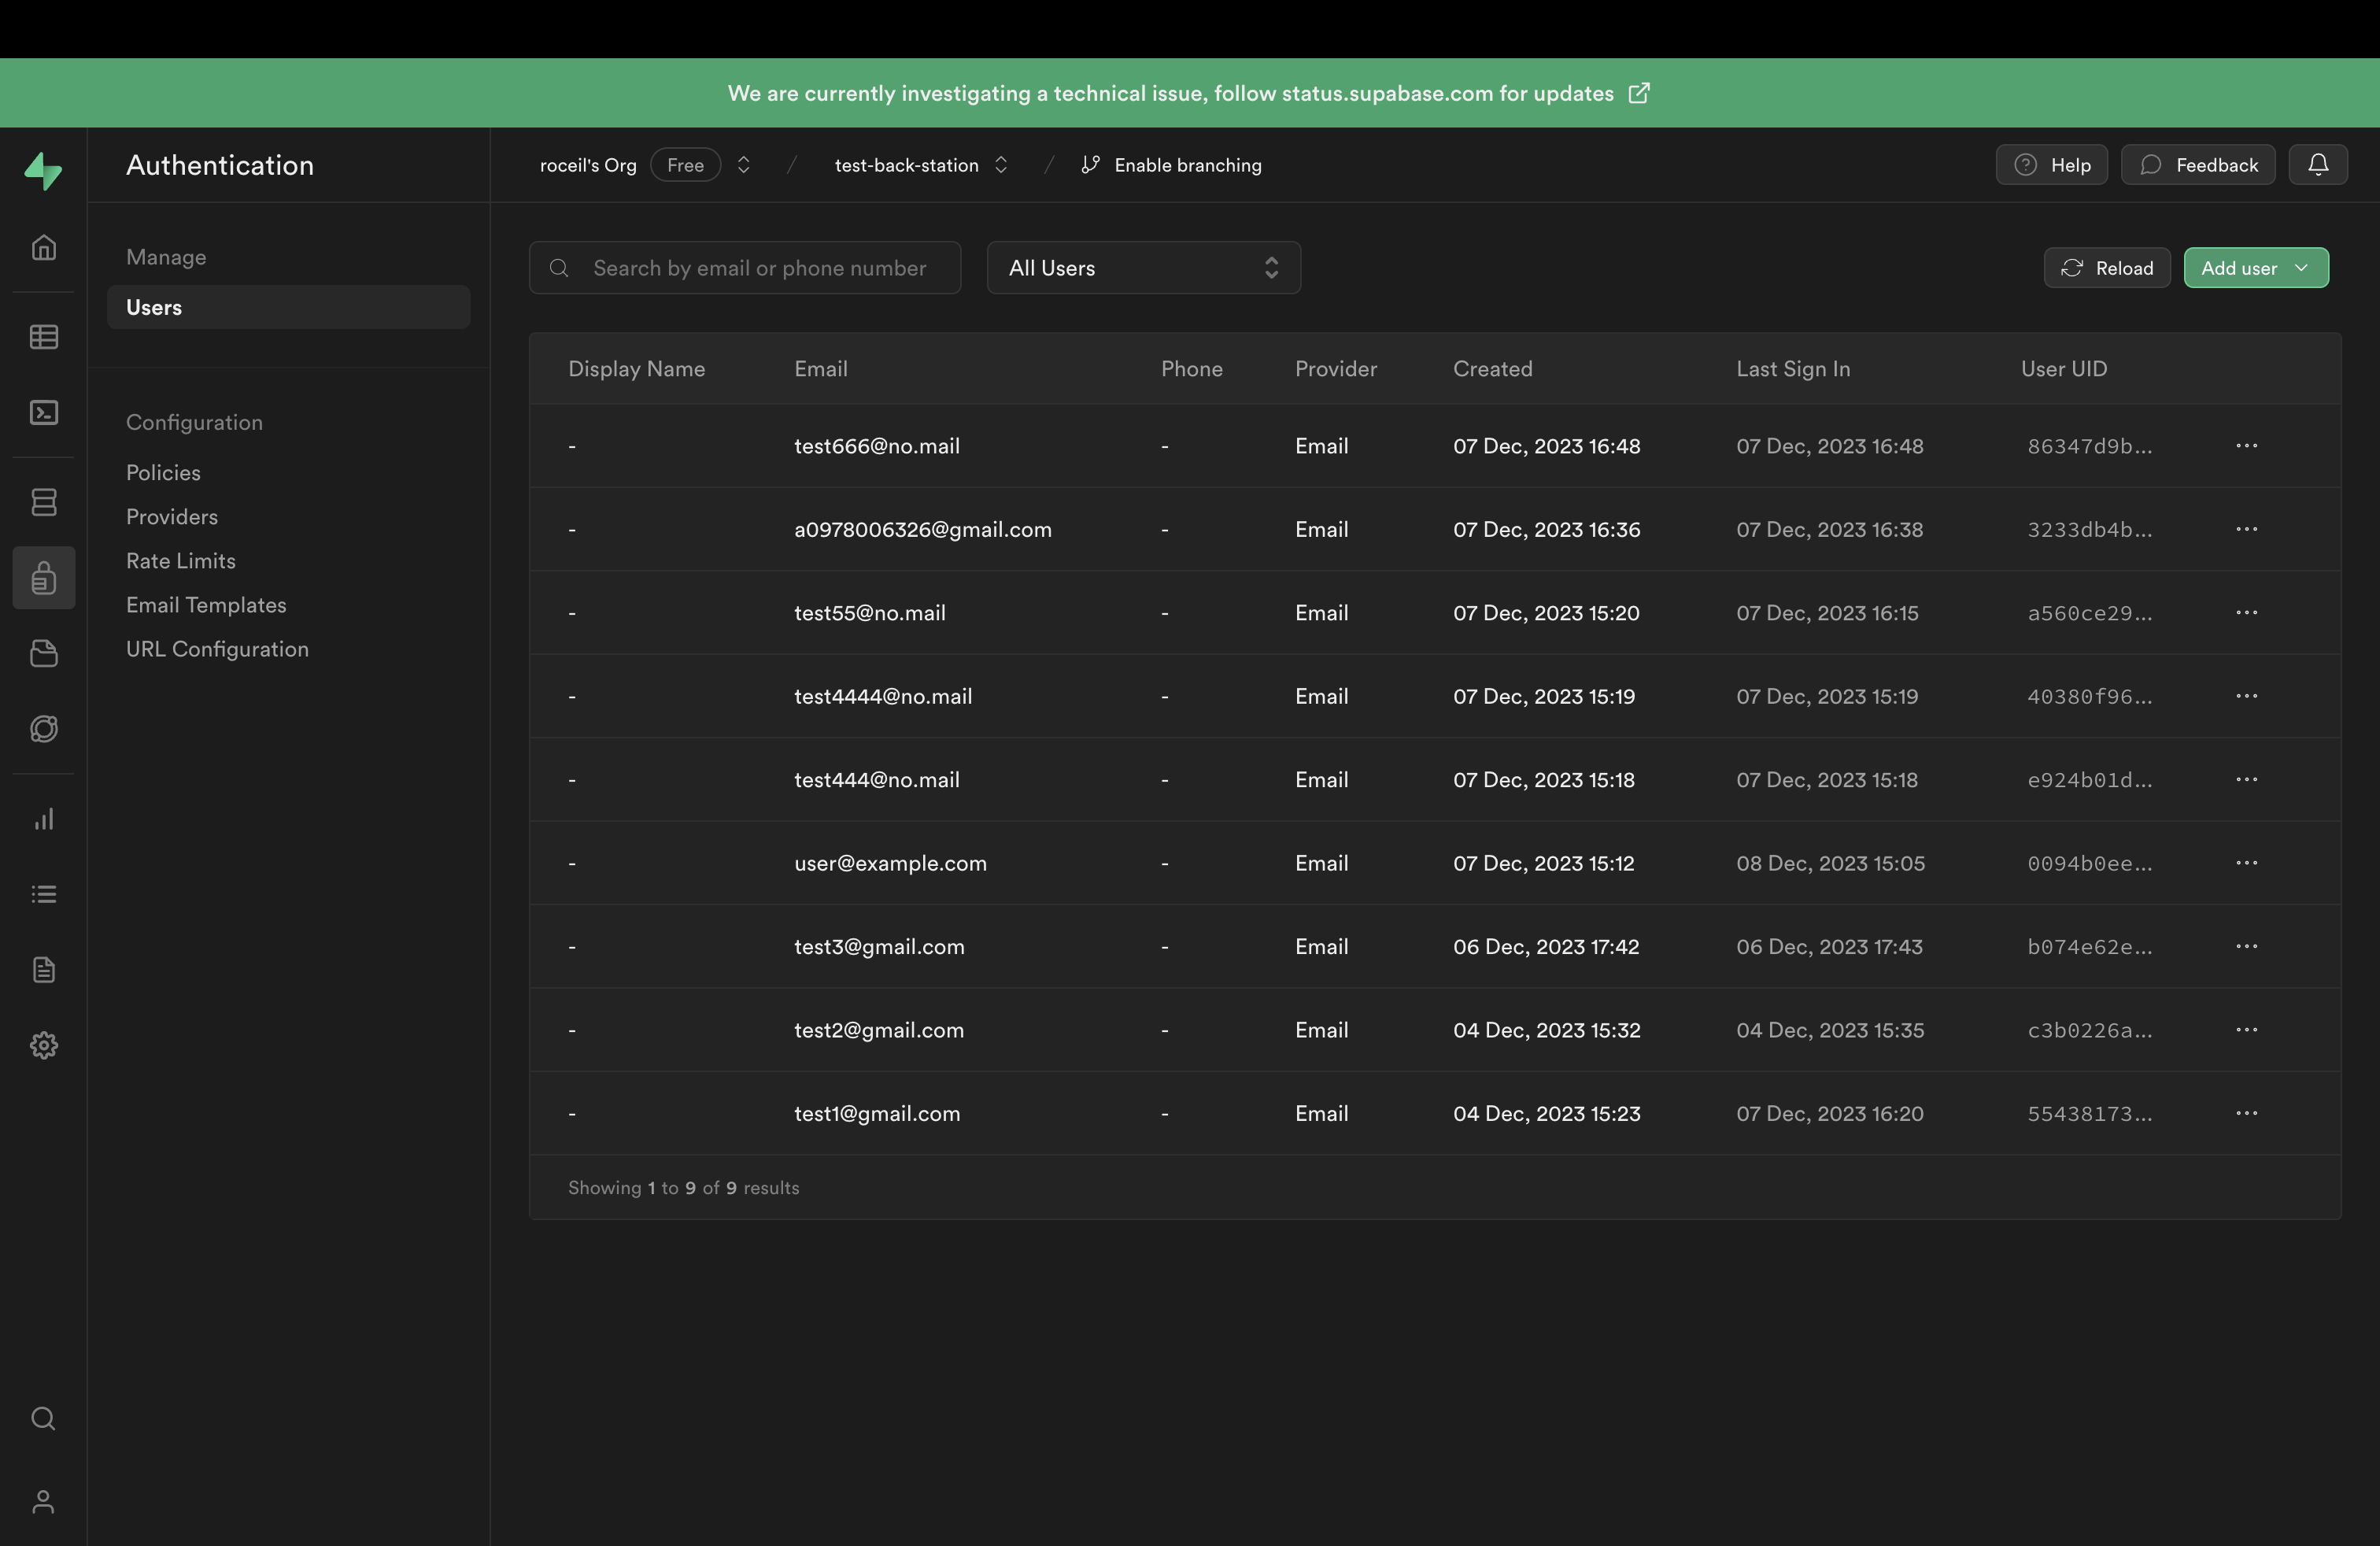 We are currently investigating a technical issue, follow status.supabase.com for updates
Authentication
roceil's Org Free / test-back-station / Enable branching
Help Feedback
Manage
Users
Configuration
Policies
Providers
Rate Limits
Email Templates
URL Configuration
Search by email or phone number All Users Reload Add user
Display Name Email Phone Provider Created Last Sign In User UID
- test666@no.mail - Email 07 Dec, 2023 16:48 07 Dec, 2023 16:48 86347d9b...
- a0978006326@gmail.com - Email 07 Dec, 2023 16:36 07 Dec, 2023 16:38 3233db4b...
- test55@no.mail - Email 07 Dec, 2023 15:20 07 Dec, 2023 16:15 a560ce29...
- test4444@no.mail - Email 07 Dec, 2023 15:19 07 Dec, 2023 15:19 40380f96...
- test444@no.mail - Email 07 Dec, 2023 15:18 07 Dec, 2023 15:18 e924b01d...
- user@example.com - Email 07 Dec, 2023 15:12 08 Dec, 2023 15:05 0094b0ee...
- test3@gmail.com - Email 06 Dec, 2023 17:42 06 Dec, 2023 17:43 b074e62e...
- test2@gmail.com - Email 04 Dec, 2023 15:32 04 Dec, 2023 15:35 c3b0226a...
- test1@gmail.com - Email 04 Dec, 2023 15:23 07 Dec, 2023 16:20 55438173...
Showing 1 to 9 of 9 results